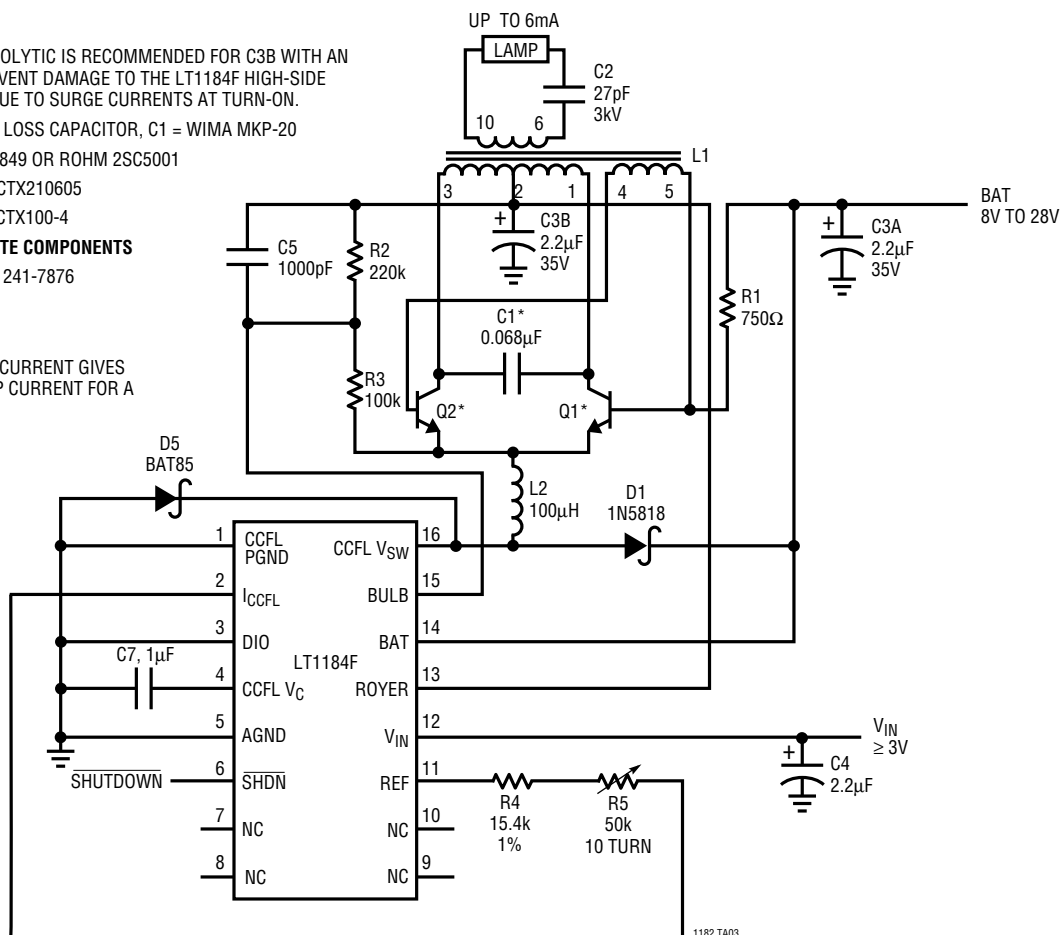 UP TO 6mA
LAMP
C2
27pF
3kV
10
6
OLYTIC IS RECOMMENDED FOR C3B WITH AN
VENT DAMAGE TO THE LT1184F HIGH-SIDE
UE TO SURGE CURRENTS AT TURN-ON.
LOSS CAPACITOR, C1 = WIMA MKP-20
849 OR ROHM 2SC5001
CTX210605
CTX100-4
TE COMPONENTS
241-7876
CURRENT GIVES
P CURRENT FOR A
L1
3
2
1
4
5
BAT
8V TO 28V
C5
1000pF
R2
220k
+
C3B
2.2µF
35V
+
C3A
2.2µF
35V
R1
750Ω
C1*
0.068µF
R3
100k
Q2*
Q1*
D5
BAT85
L2
100µH
D1
1N5818
1
CCFL
PGND
CCFL VSW
16
2
ICCFL
BULB
15
3
DIO
BAT
14
C7, 1µF
LT1184F
4
CCFL VC
ROYER
13
5
AGND
VIN
12
VIN
≥ 3V
+
C4
2.2µF
SHUTDOWN
6
SHDN
REF
11
R4
15.4k
1%
R5
50k
10 TURN
7
NC
NC
10
8
NC
NC
9
1182 TA03